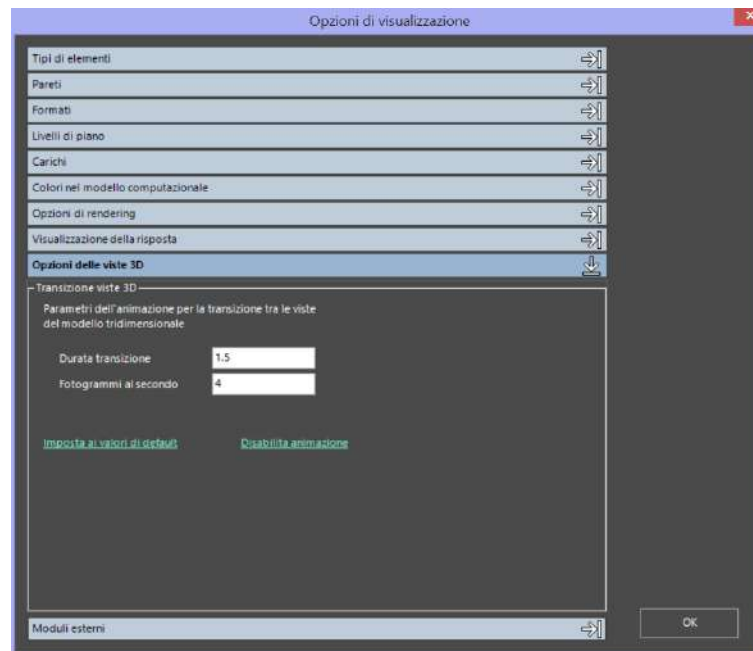 Opzioni di visualizzazione
Tipi di elementi
Pareti
Formati
Livelli di piano
Carichi
Colori nel modello computazionale
Opzioni di rendering
Visualizzazione della risposta
Opzioni delle viste 3D
Transizione viste 3D
Parametri dell'animazione per la transizione tra le viste
del modello tridimensionale
Durata transizione 1.5
Fotogrammi al secondo 4
Imposta ai valori di default Disabilita animazione
Moduli esterni
OK